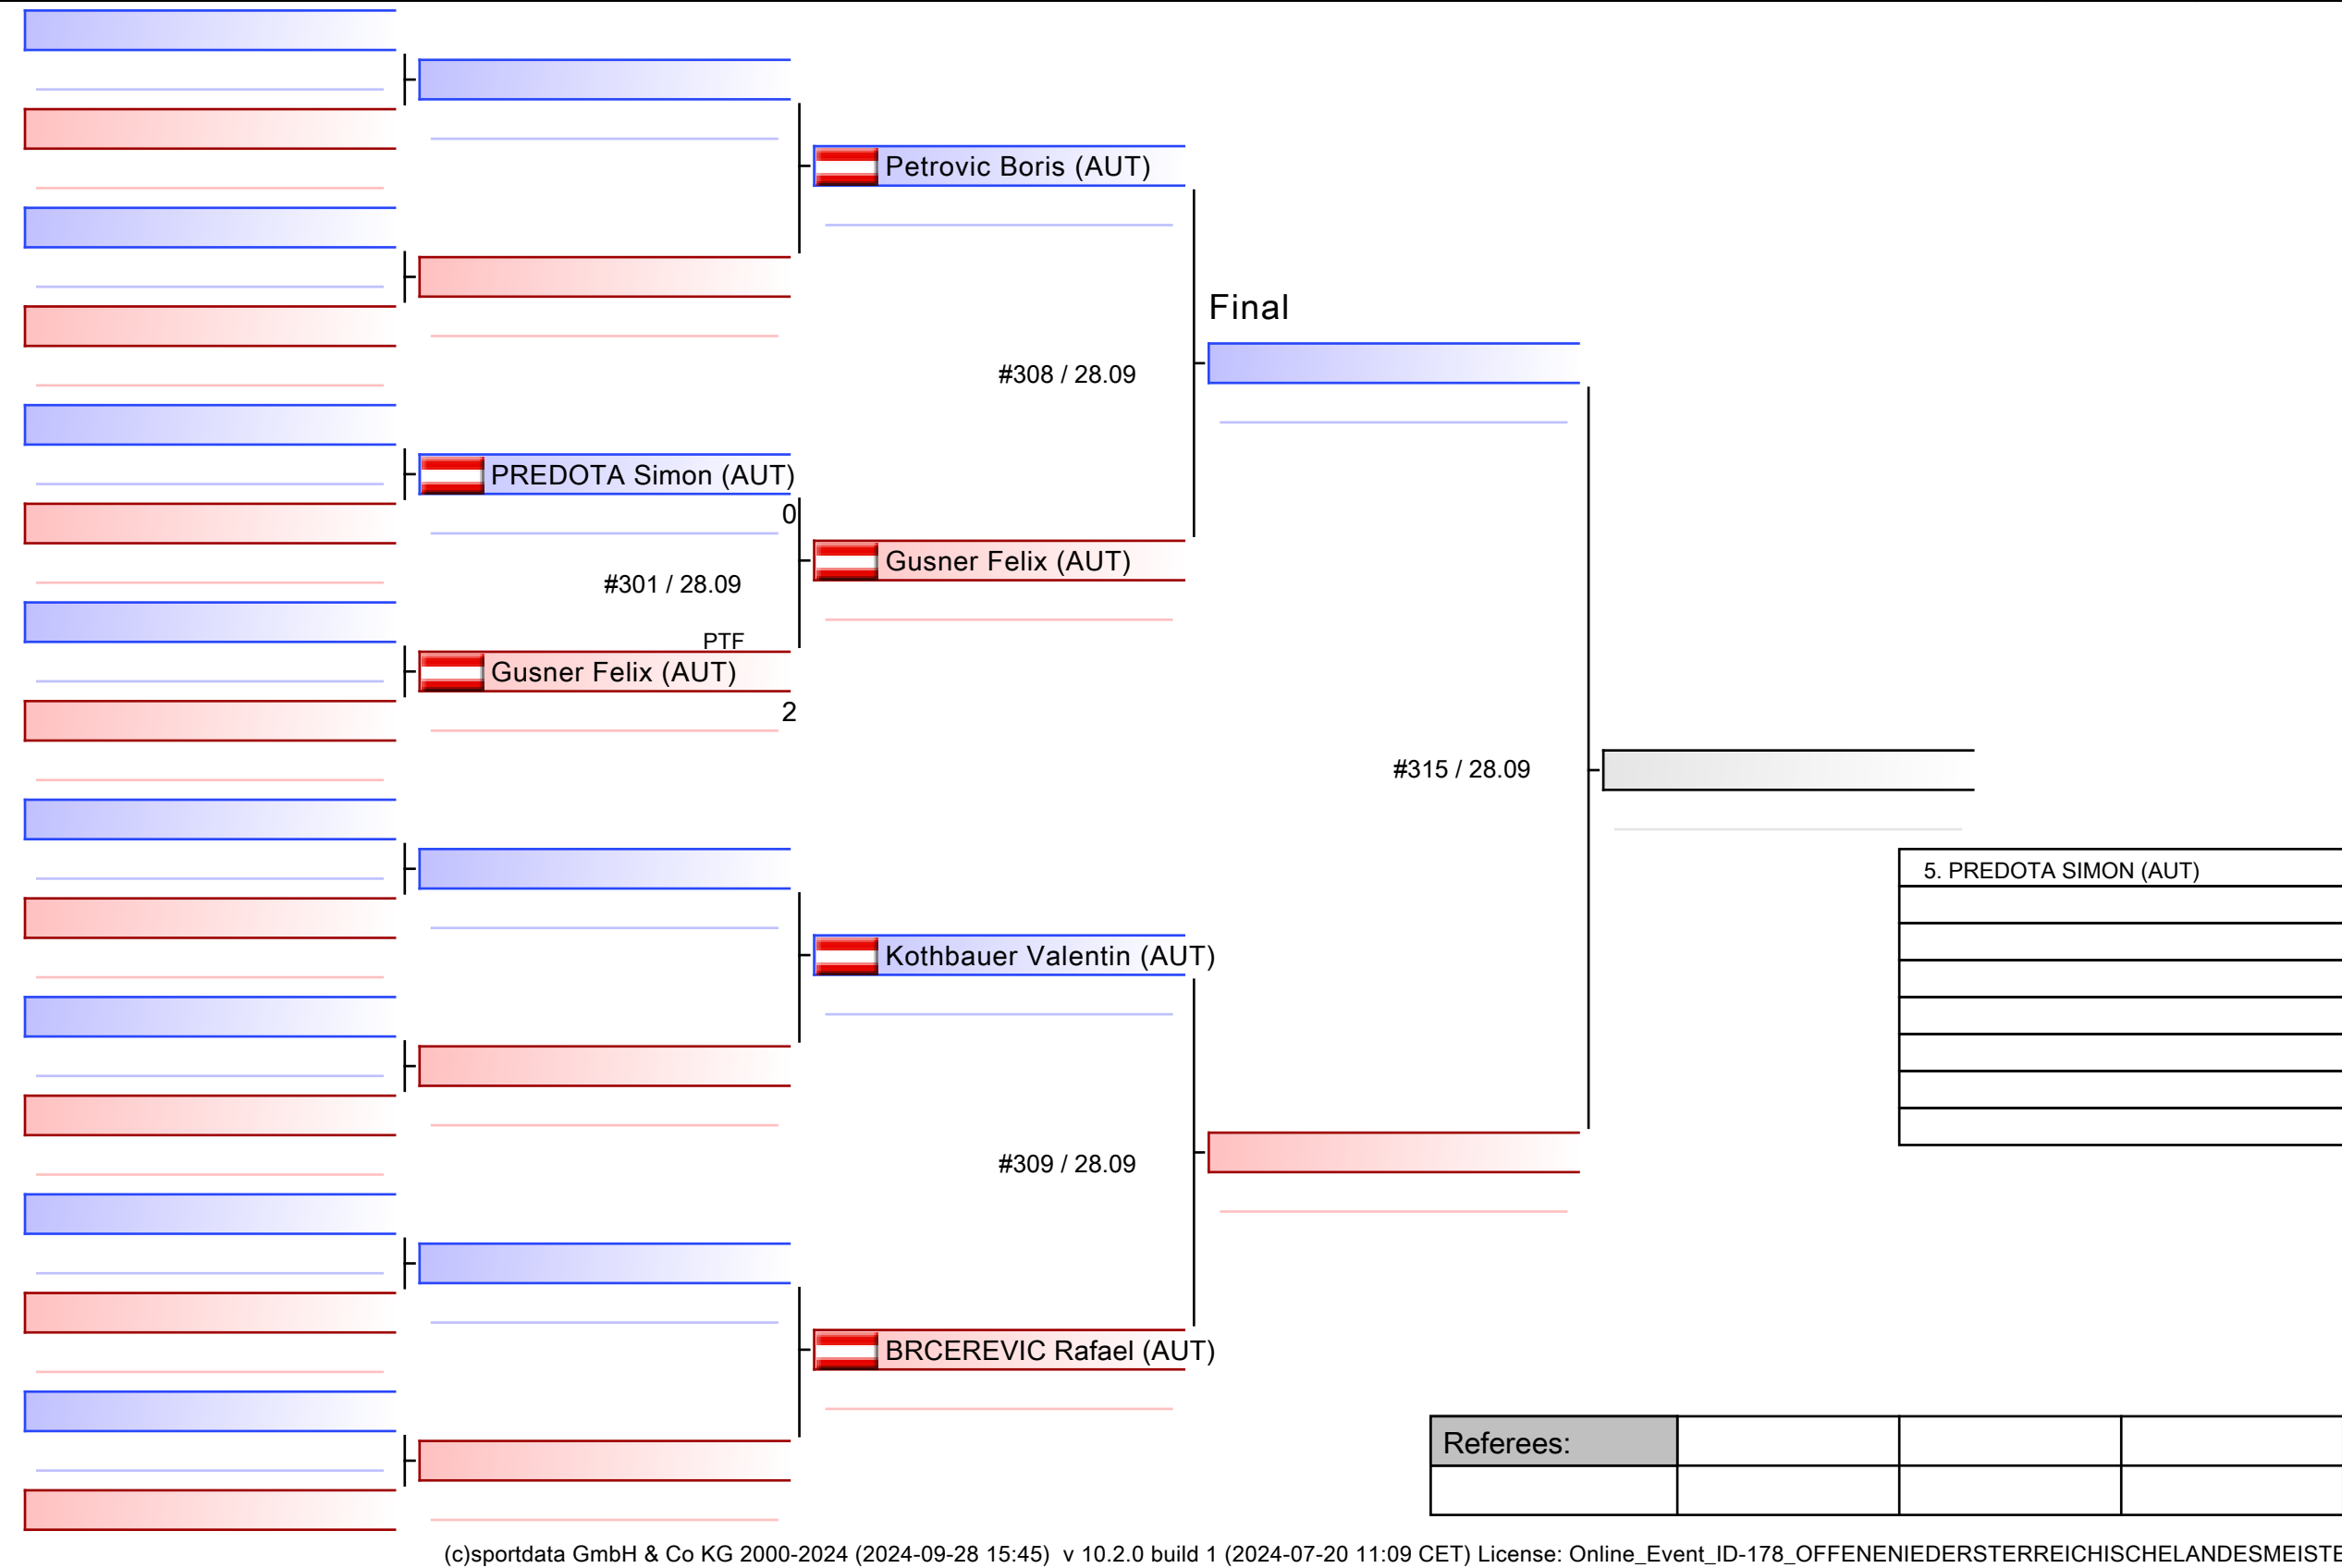 Petrovic Boris (AUT)
Final
#308 / 28.09
PREDOTA Simon (AUT)
0
Gusner Felix (AUT)
#301 / 28.09
PTF
Gusner Felix (AUT)
2
#315 / 28.09
5. PREDOTA SIMON (AUT)
Kothbauer Valentin (AUT)
#309 / 28.09
BRCEREVIC Rafael (AUT)
Referees:
(c)sportdata GmbH & Co KG 2000-2024 (2024-09-28 15:45) v 10.2.0 build 1 (2024-07-20 11:09 CET) License: Online_Event_ID-178_OFFENENIEDERSTERREICHISCHELANDESMEISTE